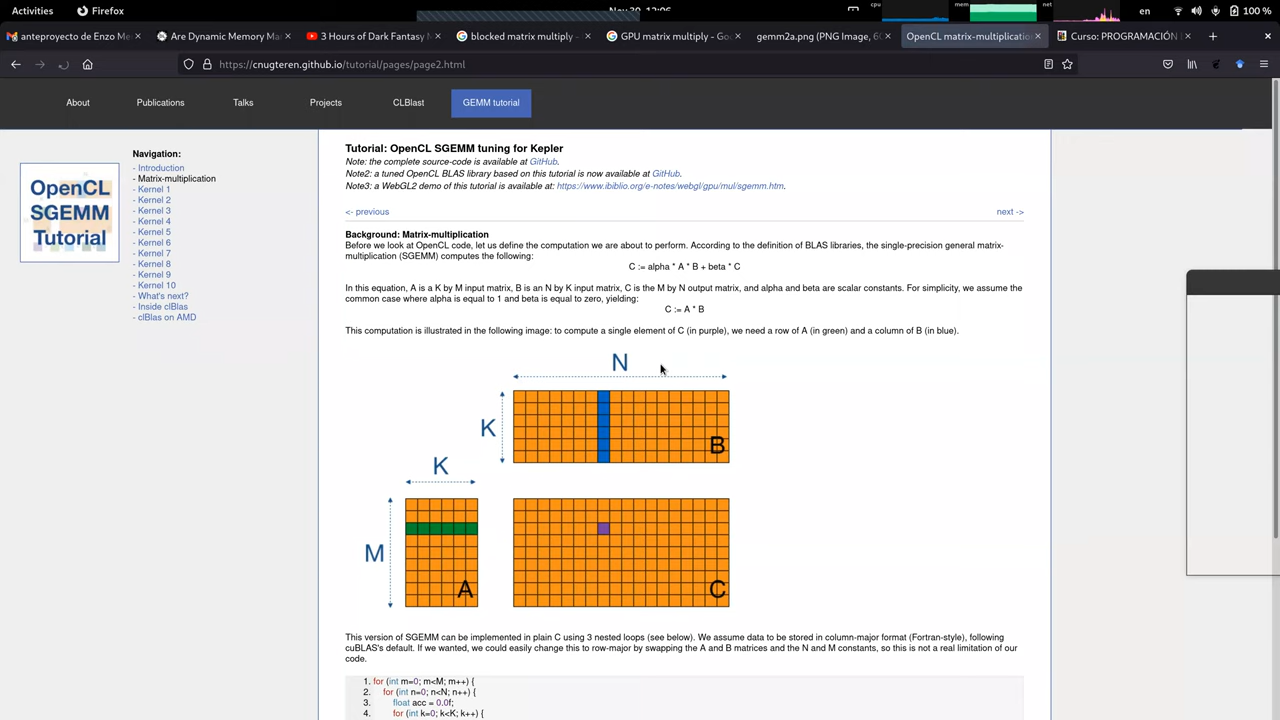 Activities Firefox Nov 30 12:06 cpu mem net en 100 %
anteproyecto de Enzo Me Are Dynamic Memory Ma 3 Hours of Dark Fantasy M blocked matrix multiply - GPU matrix multiply - Goo gemm2a.png (PNG Image, 60 OpenCL matrix-multiplicatio Curso: PROGRAMACIÓN
https://cnugteren.github.io/tutorial/pages/page2.html
About Publications Talks Projects CLBlast GEMM tutorial
OpenCL
SGEMM
Tutorial
Navigation:
- Introduction
- Matrix-multiplication
- Kernel 1
- Kernel 2
- Kernel 3
- Kernel 4
- Kernel 5
- Kernel 6
- Kernel 7
- Kernel 8
- Kernel 9
- Kernel 10
- What's next?
- Inside clBlas
- clBlas on AMD
Tutorial: OpenCL SGEMM tuning for Kepler
Note: the complete source-code is available at GitHub.
Note2: a tuned OpenCL BLAS library based on this tutorial is now available at GitHub.
Note3: a WebGL2 demo of this tutorial is available at: https://www.ibiblio.org/e-notes/webgl/gpu/mul/sgemm.htm.
<- previous next ->
Background: Matrix-multiplication
Before we look at OpenCL code, let us define the computation we are about to perform. According to the definition of BLAS libraries, the single-precision general matrix-
multiplication (SGEMM) computes the following:
C := alpha * A * B + beta * C
In this equation, A is a K by M input matrix, B is an N by K input matrix, C is the M by N output matrix, and alpha and beta are scalar constants. For simplicity, we assume the
common case where alpha is equal to 1 and beta is equal to zero, yielding:
C := A * B
This computation is illustrated in the following image: to compute a single element of C (in purple), we need a row of A (in green) and a column of B (in blue).
N
K
B
K
M
A
C
This version of SGEMM can be implemented in plain C using 3 nested loops (see below). We assume data to be stored in column-major format (Fortran-style), following
cuBLAS's default. If we wanted, we could easily change this to row-major by swapping the A and B matrices and the N and M constants, so this is not a real limitation of our
code.
1. for (int m=0; m<M; m++) {
2. for (int n=0; n<N; n++) {
3. float acc = 0.0f;
4. for (int k=0; k<K; k++) {